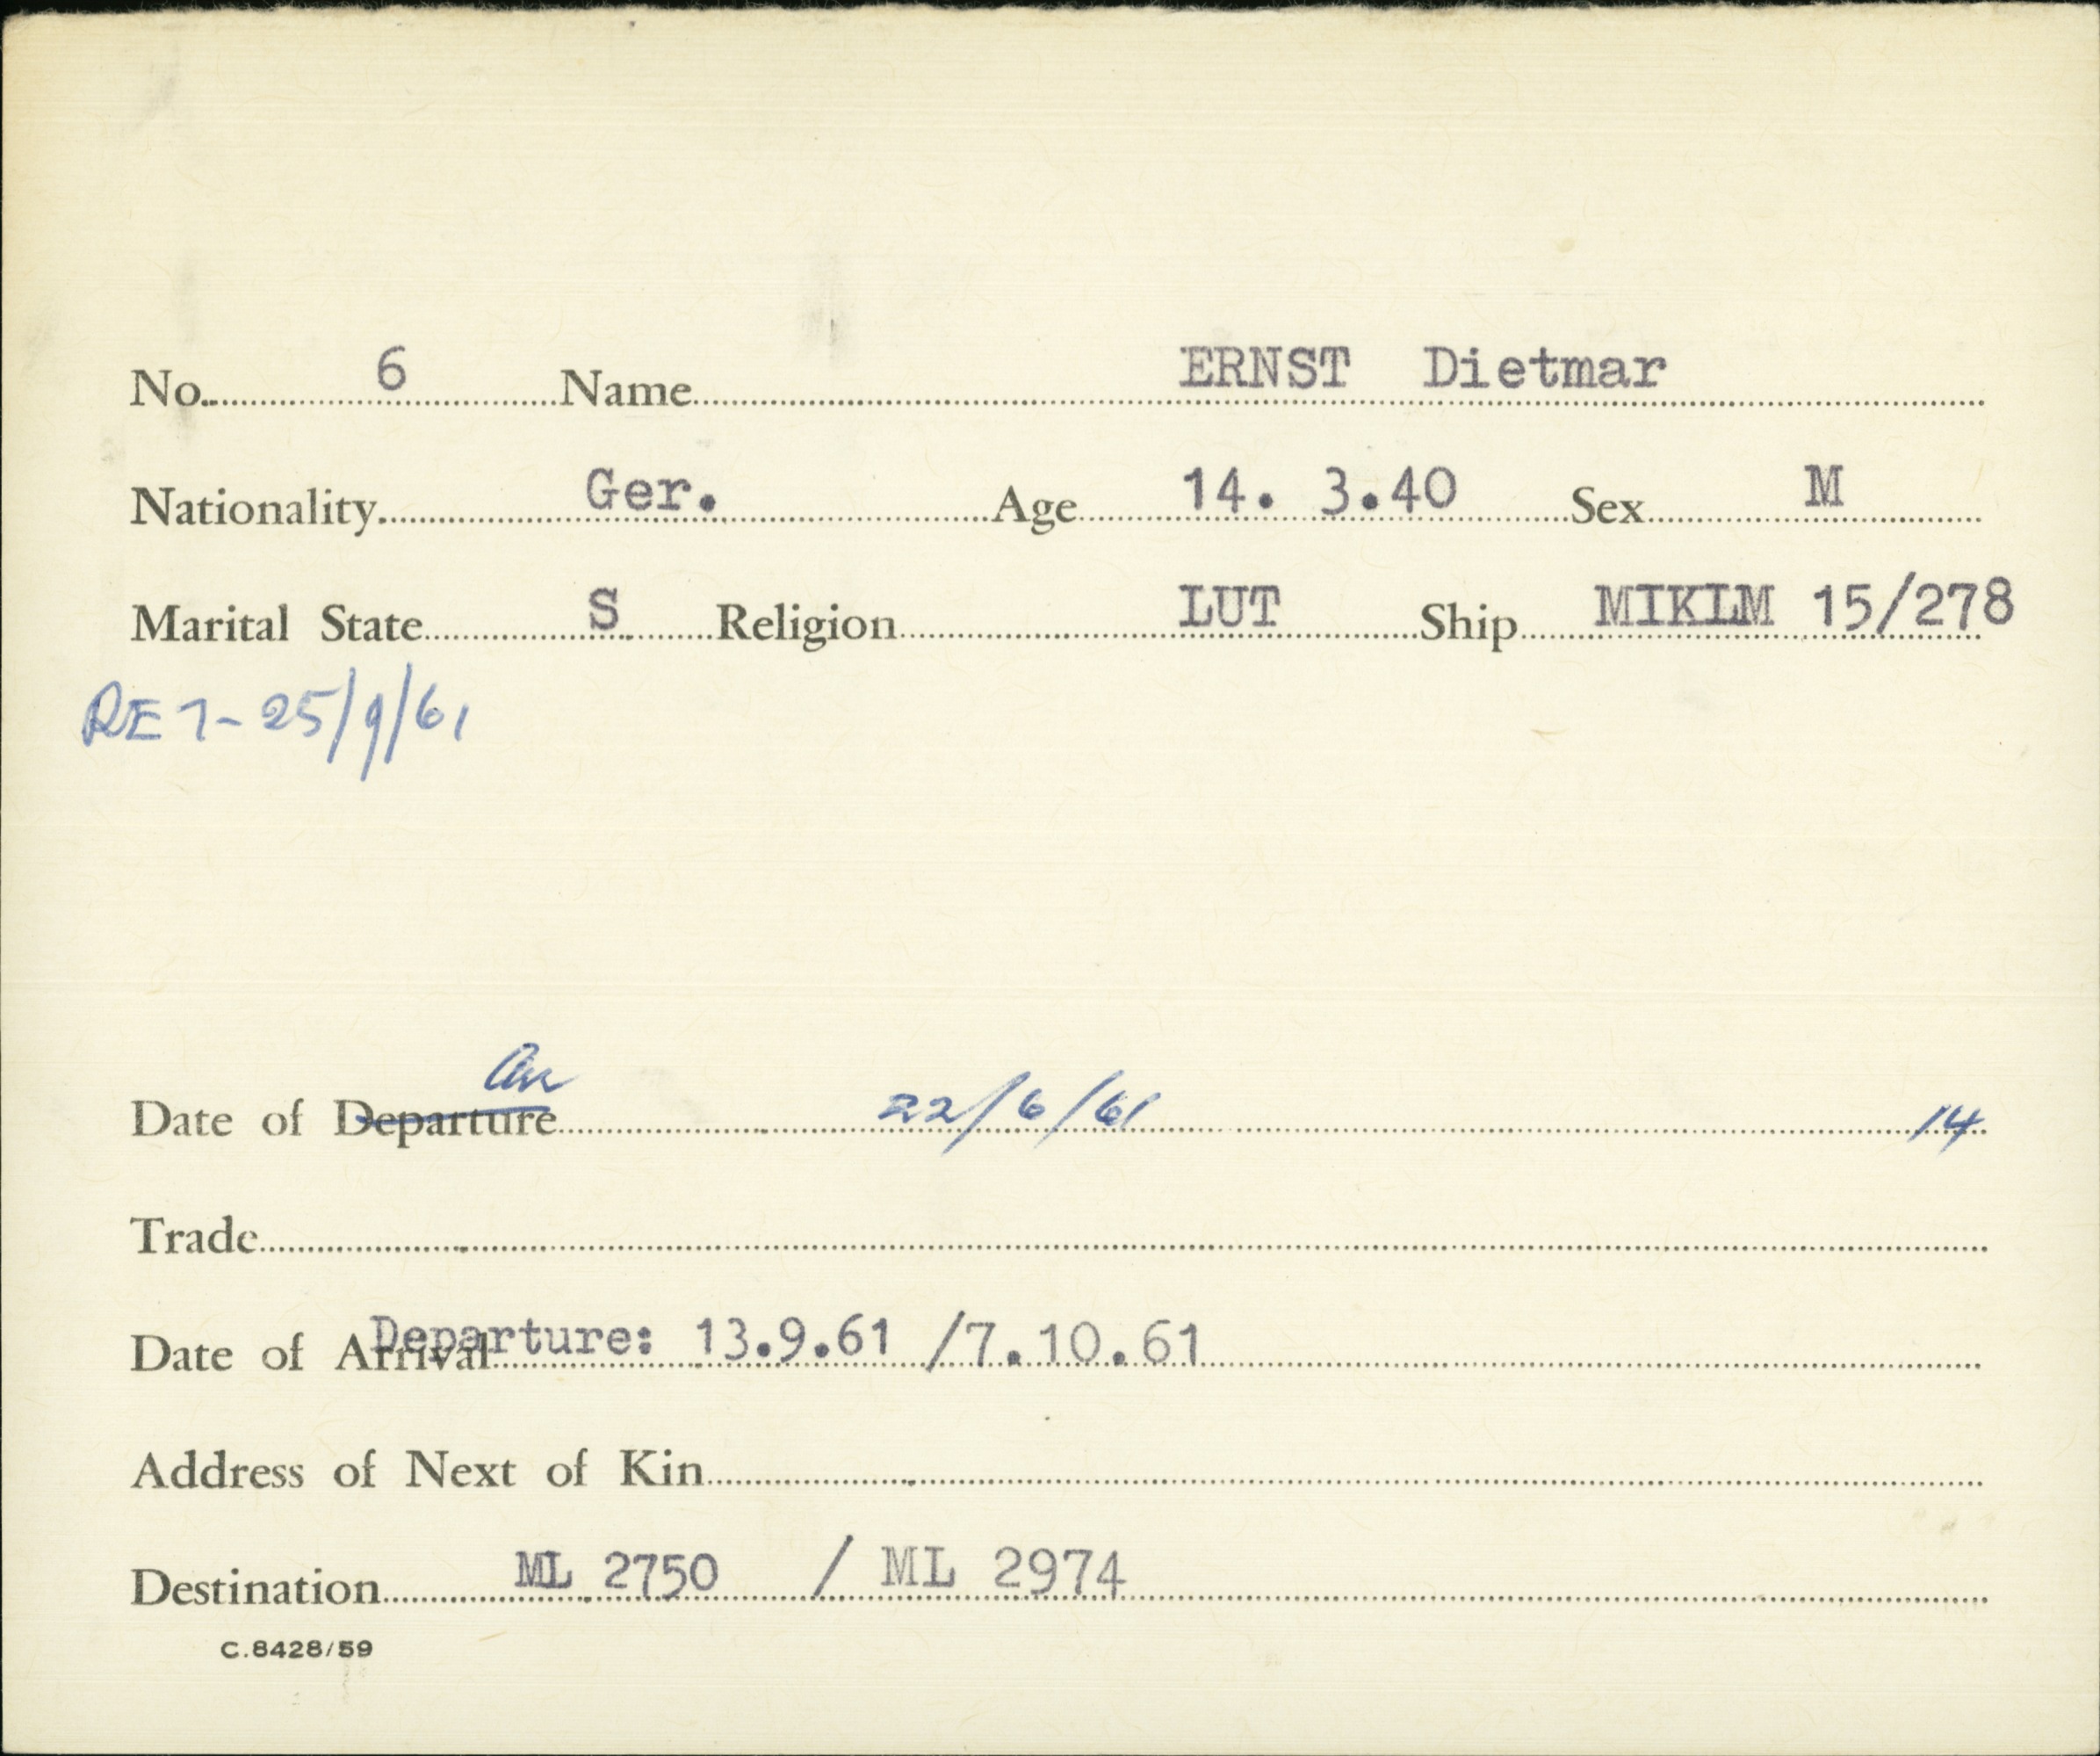 No. 6 Name ERNST Dietmar
Nationality Ger. Age 14. 3.40 Sex M
Marital State S Religion LUT Ship MIKLM 15/278
RET- 25/9/61
Arr
Date of Departure 22/6/61 14
Trade
Date of Arrival Departure: 13.9.61 /7.10.61
Address of Next of Kin
Destination ML 2750 / ML 2974
C.8428/59